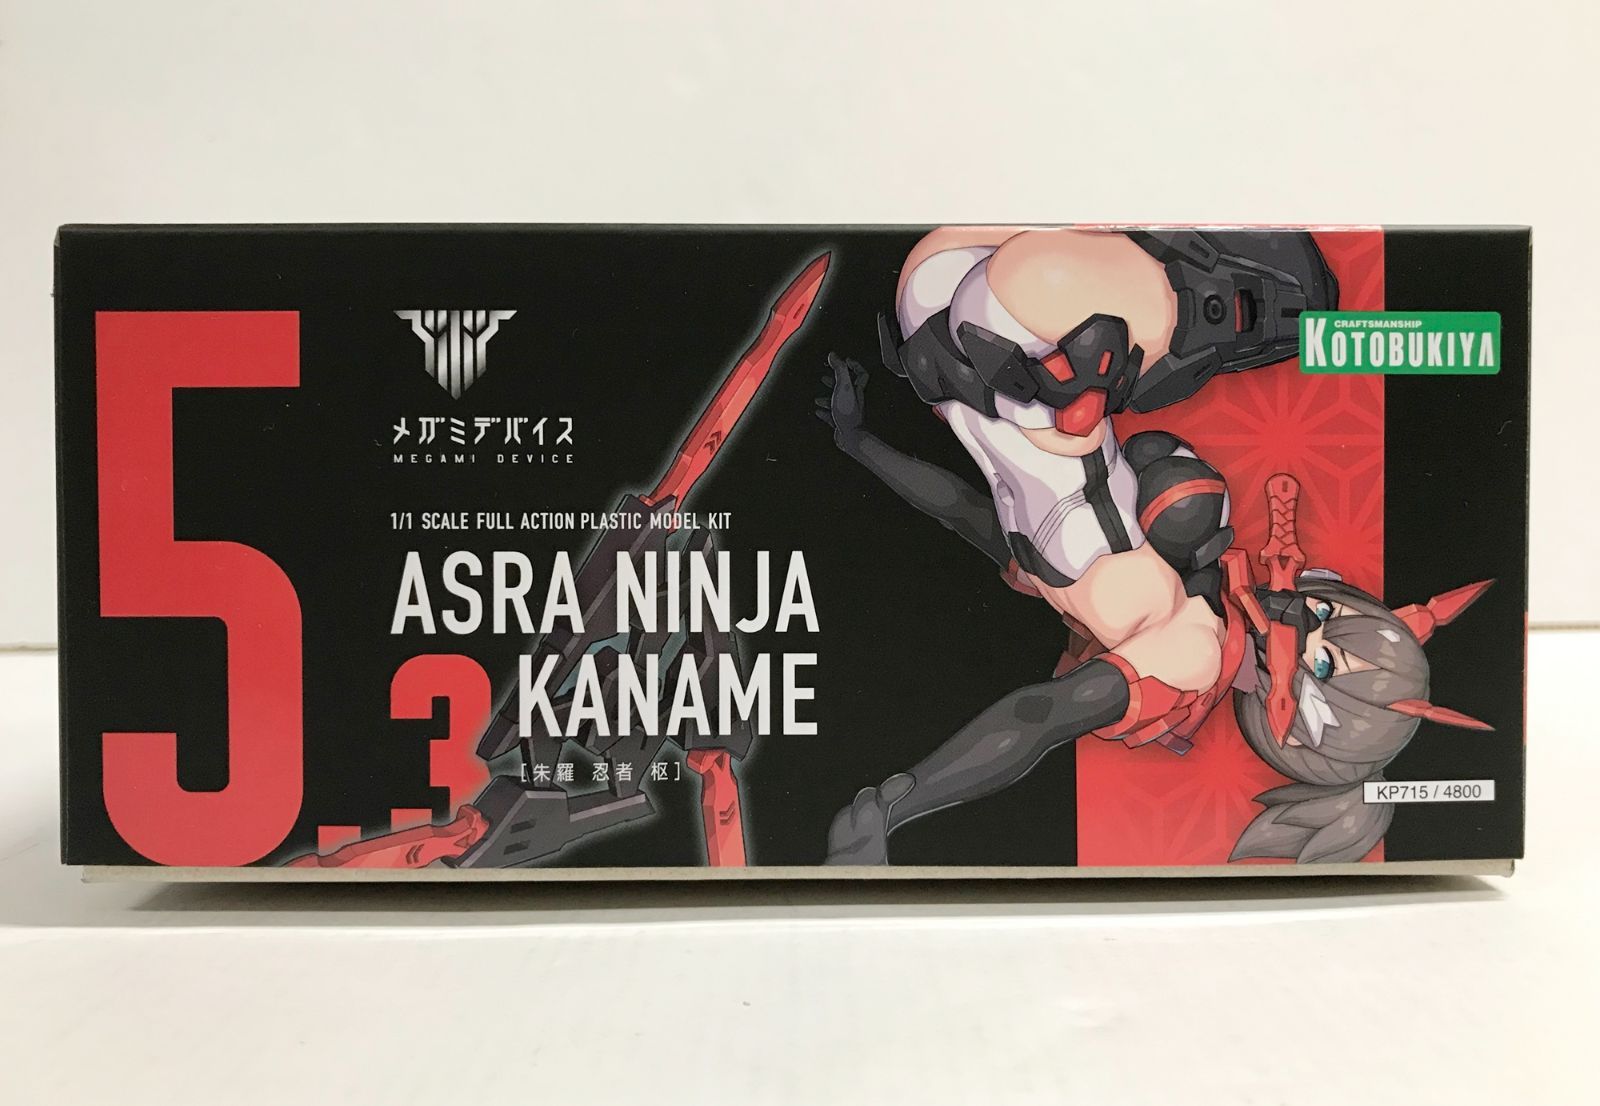 5.3
メガミデバイス
MEGAMI DEVICE
1/1 SCALE FULL ACTION PLASTIC MODEL KIT
ASRA NINJA
KANAME
[朱羅 忍者 枢]
CRAFTSMANSHIP
KOTOBUKIYA
KP715 / 4800